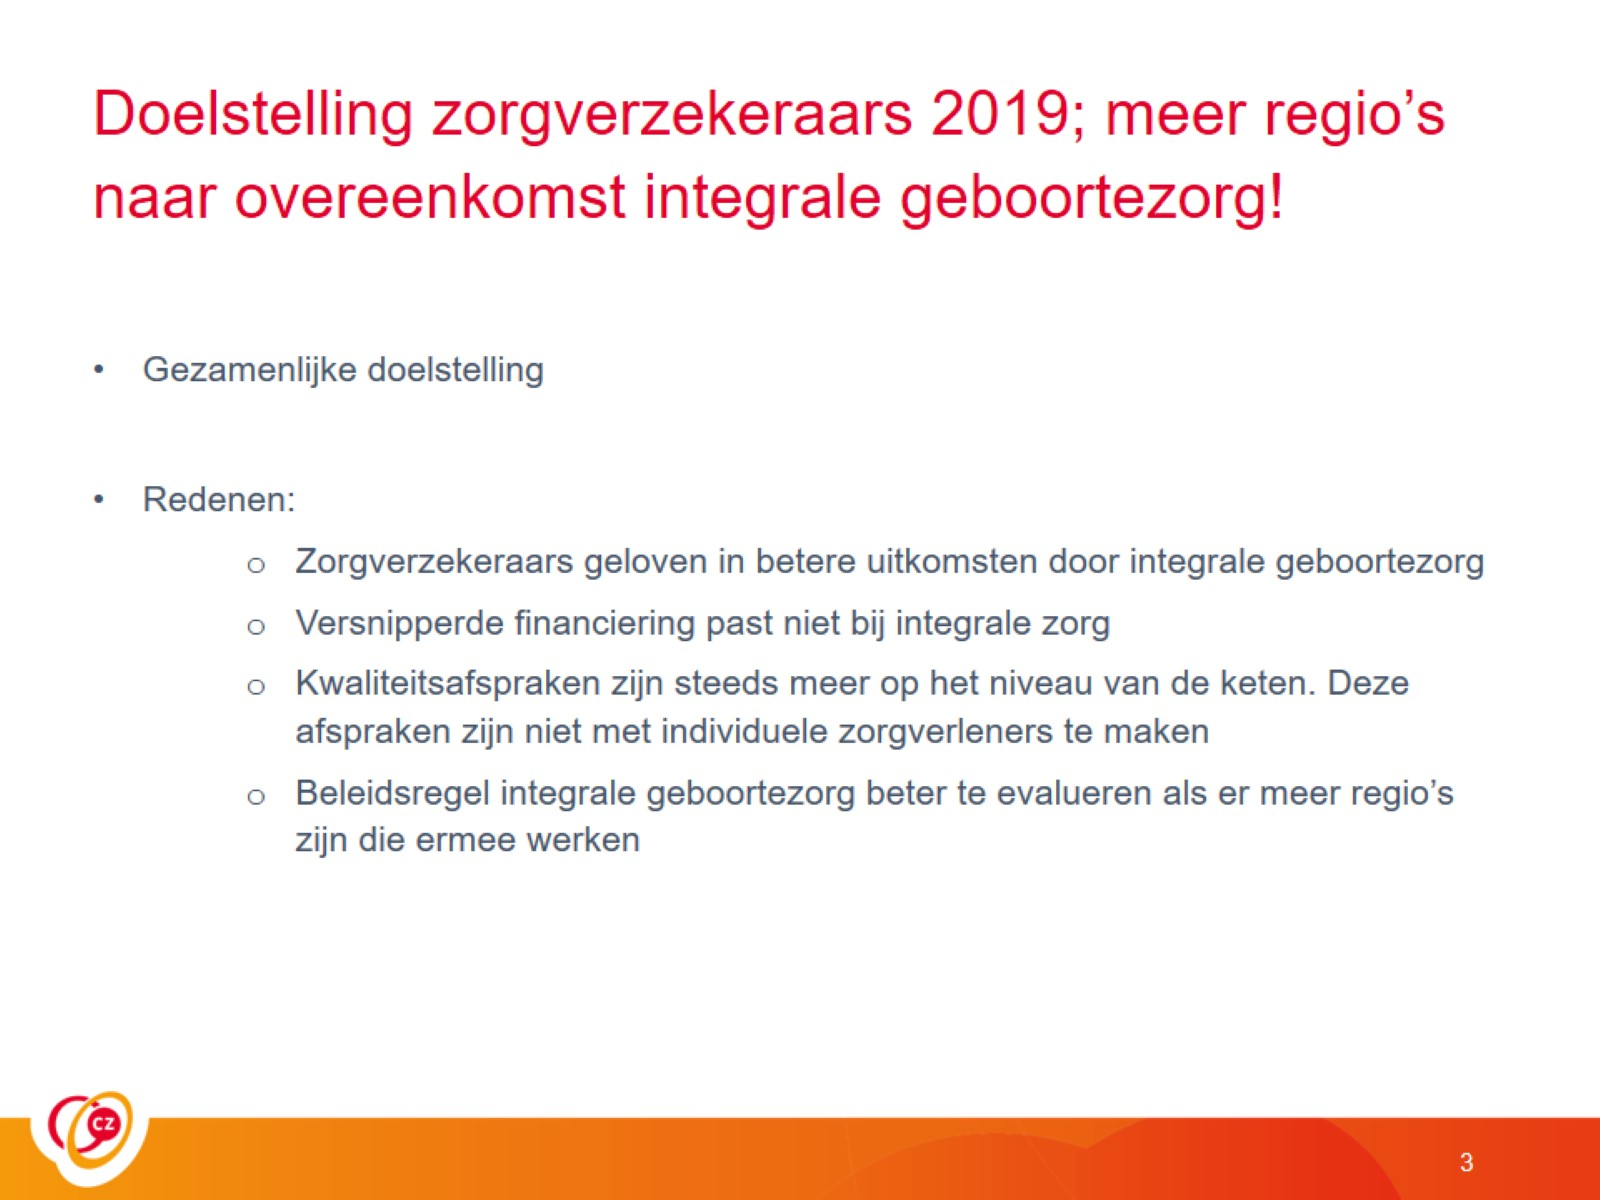 Doelstelling zorgverzekeraars 2019; meer regio’s
naar overeenkomst integrale geboortezorg!
• Gezamenlijke doelstelling
• Redenen:
o Zorgverzekeraars geloven in betere uitkomsten door integrale geboortezorg
o Versnipperde financiering past niet bij integrale zorg
o Kwaliteitsafspraken zijn steeds meer op het niveau van de keten. Deze
afspraken zijn niet met individuele zorgverleners te maken
o Beleidsregel integrale geboortezorg beter te evalueren als er meer regio’s
zijn die ermee werken
CZ
3